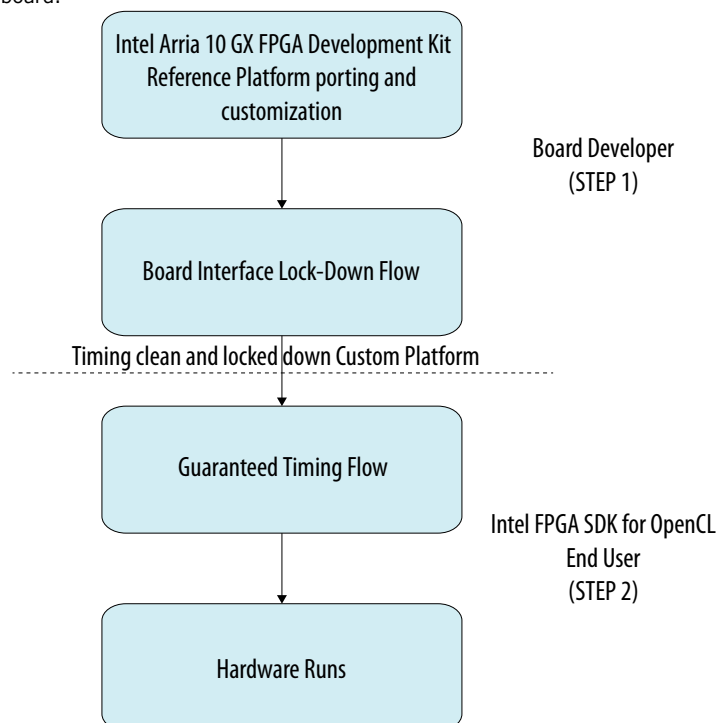 board.
Intel Arria 10 GX FPGA Development Kit
Reference Platform porting and
customization
Board Developer
(STEP 1)
Board Interface Lock-Down Flow
Timing clean and locked down Custom Platform
Guaranteed Timing Flow
Intel FPGA SDK for OpenCL
End User
(STEP 2)
Hardware Runs